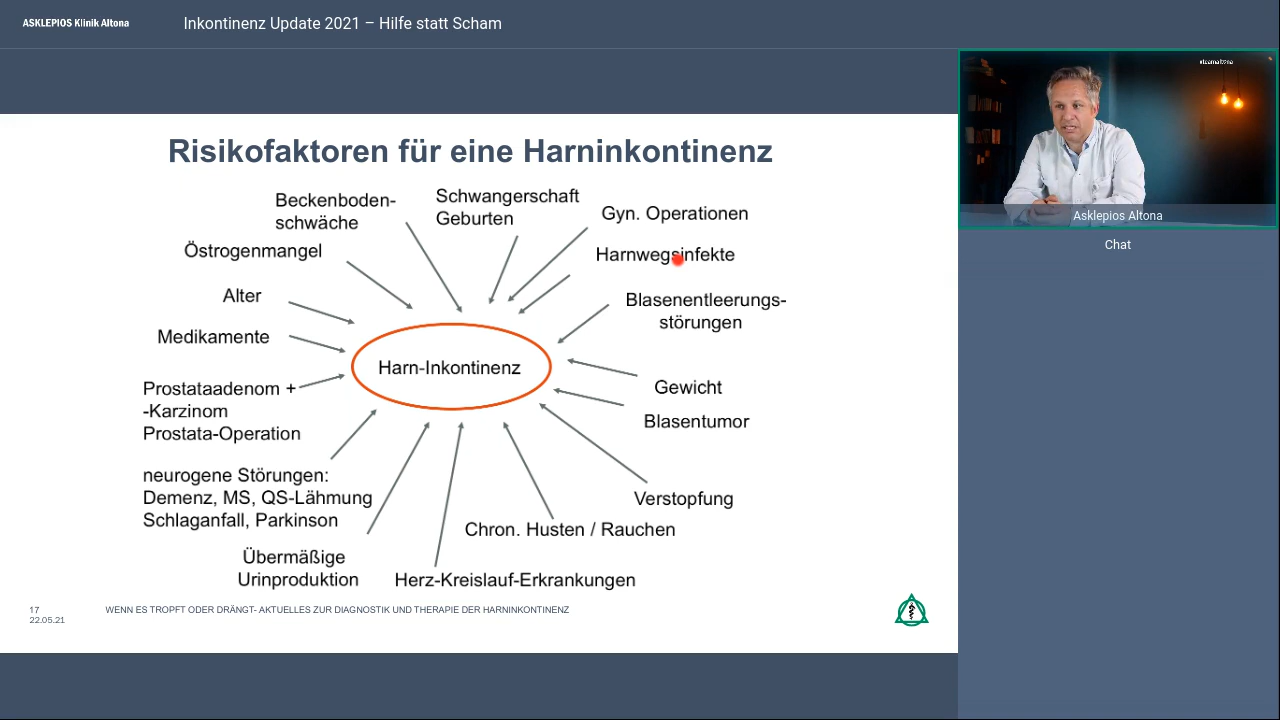 ASKLEPIOS Klinik Altona
Inkontinenz Update 2021 – Hilfe statt Scham
#teamaltona
Asklepios Altona
Chat
Risikofaktoren für eine Harninkontinenz
Beckenboden-
schwäche
Schwangerschaft
Geburten
Gyn. Operationen
Östrogenmangel
Harnwegsinfekte
Alter
Blasenentleerungs-
störungen
Medikamente
Harn-Inkontinenz
Prostataadenom +
-Karzinom
Prostata-Operation
Gewicht
Blasentumor
neurogene Störungen:
Demenz, MS, QS-Lähmung
Schlaganfall, Parkinson
Verstopfung
Chron. Husten / Rauchen
Übermäßige
Urinproduktion
Herz-Kreislauf-Erkrankungen
17
22.05.21
WENN ES TROPFT ODER DRÄNGT- AKTUELLES ZUR DIAGNOSTIK UND THERAPIE DER HARNINKONTINENZ